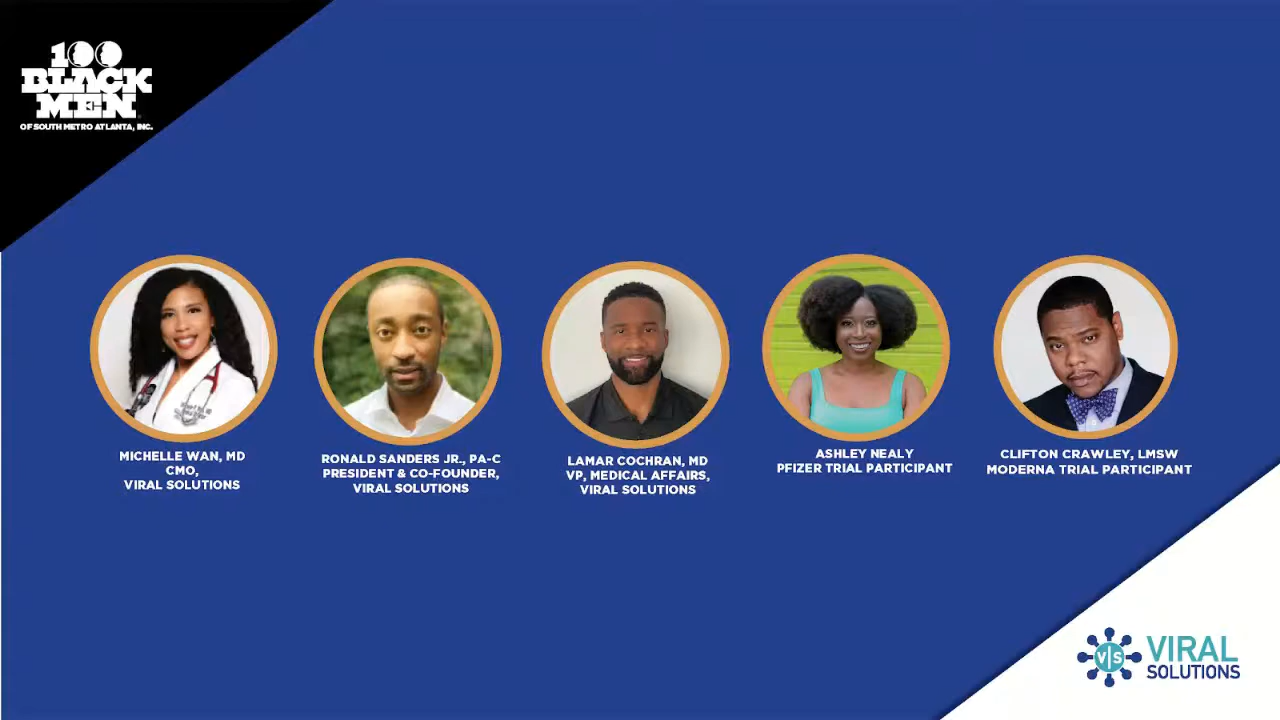 100
BLACK
MEN
OF SOUTH METRO ATLANTA, INC.
MICHELLE WAN, MD
CMO,
VIRAL SOLUTIONS
RONALD SANDERS JR., PA-C
PRESIDENT & CO-FOUNDER,
VIRAL SOLUTIONS
LAMAR COCHRAN, MD
VP, MEDICAL AFFAIRS,
VIRAL SOLUTIONS
ASHLEY NEALY
PFIZER TRIAL PARTICIPANT
CLIFTON CRAWLEY, LMSW
MODERNA TRIAL PARTICIPANT
V|S
VIRAL
SOLUTIONS